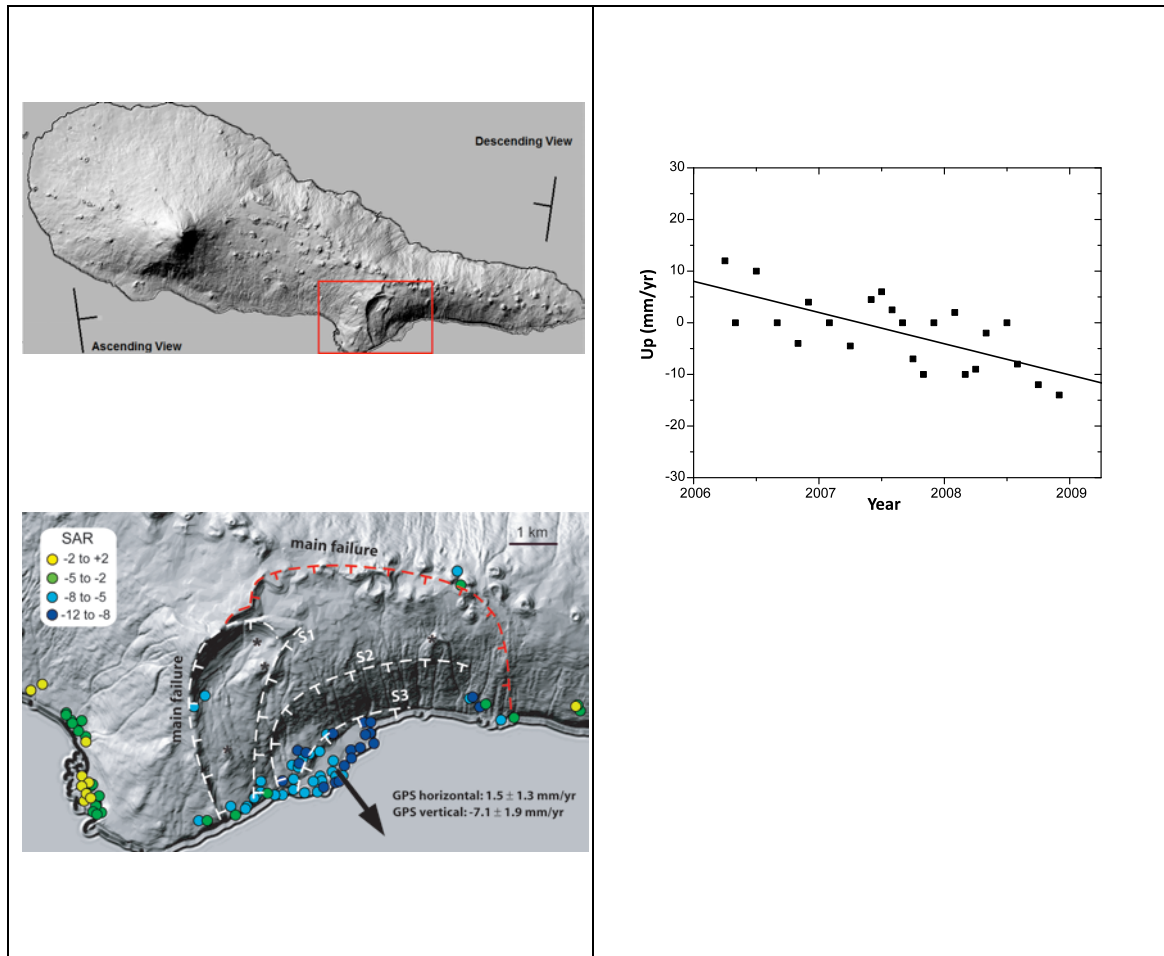 Descending View
Ascending View
SAR
-2 to +2
-5 to -2
-8 to -5
-12 to -8
main failure
1 km
main failure
S1
S2
S3
GPS horizontal: 1.5 ± 1.3 mm/yr
GPS vertical: -7.1 ± 1.9 mm/yr
30
20
10
0
-10
-20
-30
Up (mm/yr)
2006
2007
2008
2009
Year